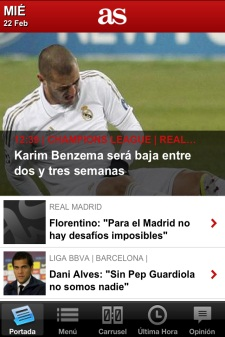 MIÉ
22 Feb
as
12:39 | CHAMPIONS LEAGUE | REAL...
Karim Benzema será baja entre
dos y tres semanas
REAL MADRID
Florentino: "Para el Madrid no
hay desafíos imposibles"
LIGA BBVA | BARCELONA |
Dani Alves: "Sin Pep Guardiola
no somos nadie"
Portada
Menú
Carrusel
Última Hora
Opinión